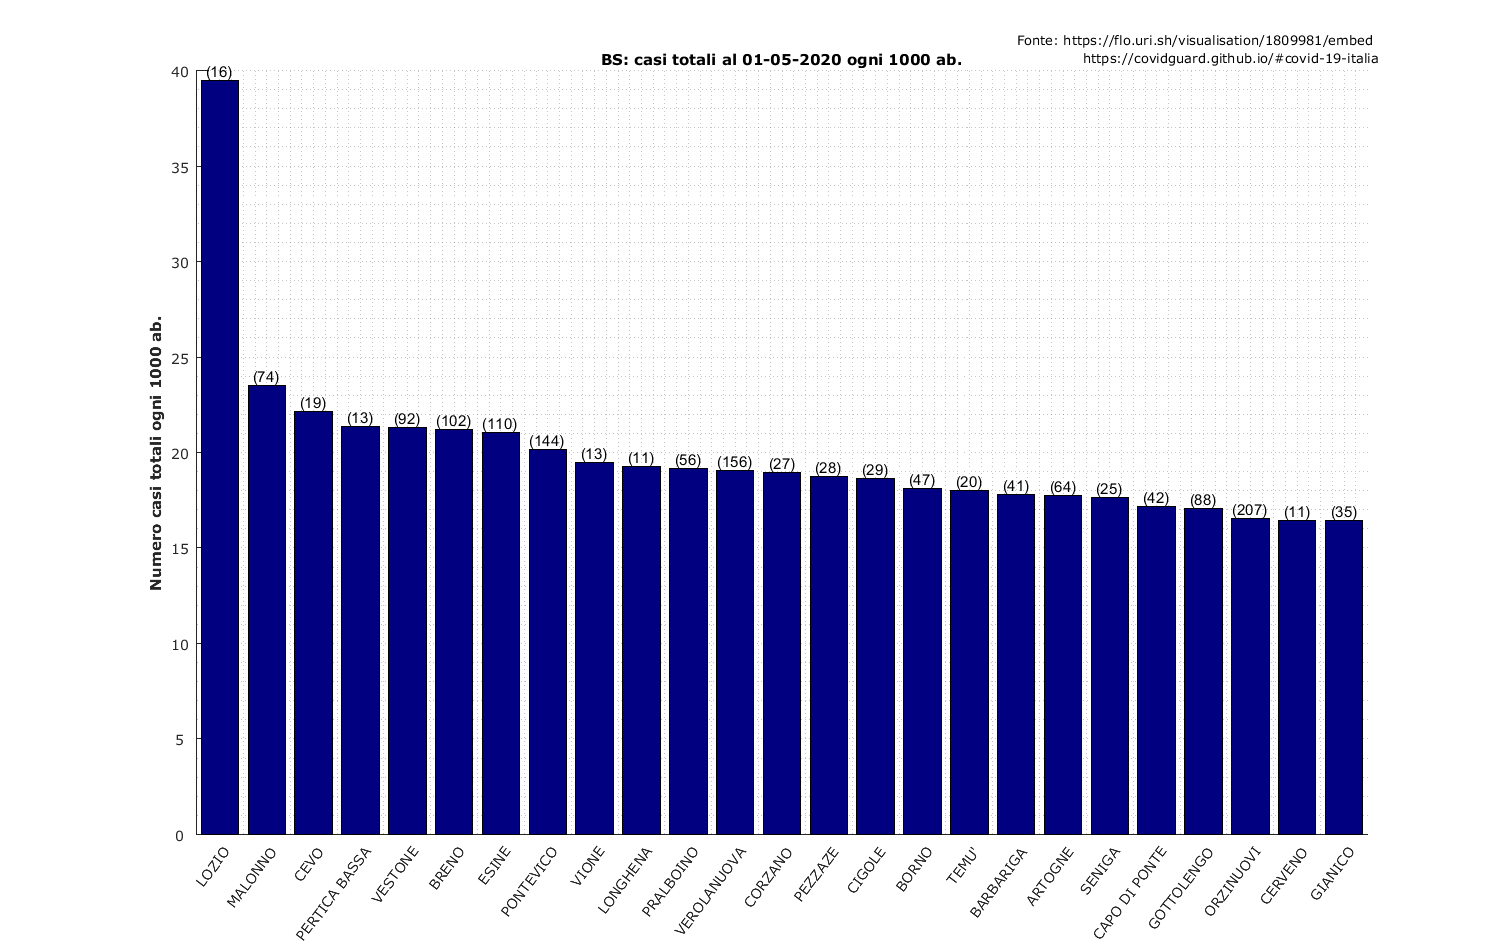 Fonte: https://flo.uri.sh/visualisation/1809981/embed
https://covidguard.github.io/#covid-19-italia
BS: casi totali al 01-05-2020 ogni 1000 ab.
Numero casi totali ogni 1000 ab.
40
35
30
25
20
15
10
5
0
(16)
(74)
(19)
(13)
(92)
(102)
(110)
(144)
(13)
(11)
(56)
(156)
(27)
(28)
(29)
(47)
(20)
(41)
(64)
(25)
(42)
(88)
(207)
(11)
(35)
LOZIO
MALONNO
CEVO
PERTICA BASSA
VESTONE
BRENO
ESINE
PONTEVICO
VIONE
LONGHENA
PRALBOINO
VEROLANUOVA
CORZANO
PEZZAZE
CIGOLE
BORNO
TEMU'
BARBARIGA
ARTOGNE
SENIGA
CAPO DI PONTE
GOTTOLENGO
ORZINUOVI
CERVENO
GIANICO